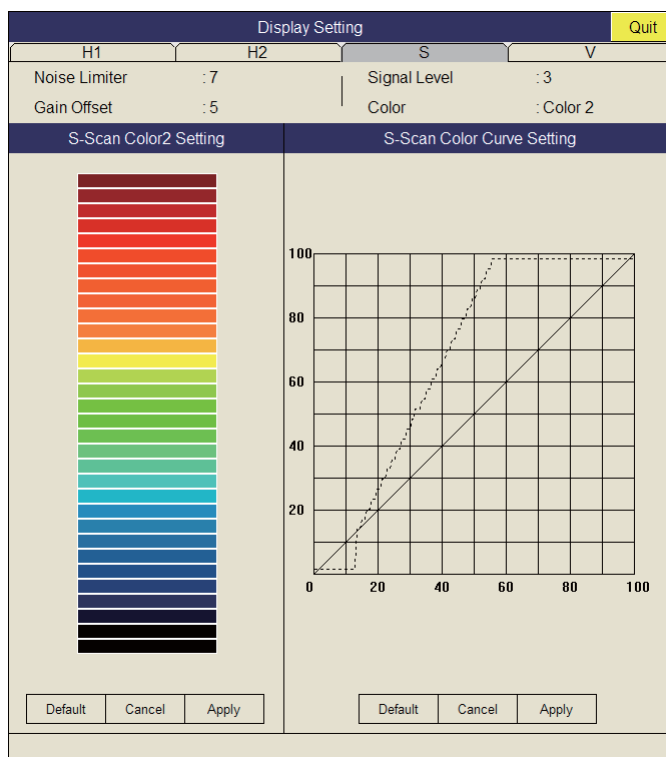 Display Setting Quit
H1 H2 S V
Noise Limiter : 7 Signal Level : 3
Gain Offset : 5 Color : Color 2
S-Scan Color2 Setting S-Scan Color Curve Setting
100
80
60
40
20
0 20 40 60 80 100
Default Cancel Apply Default Cancel Apply